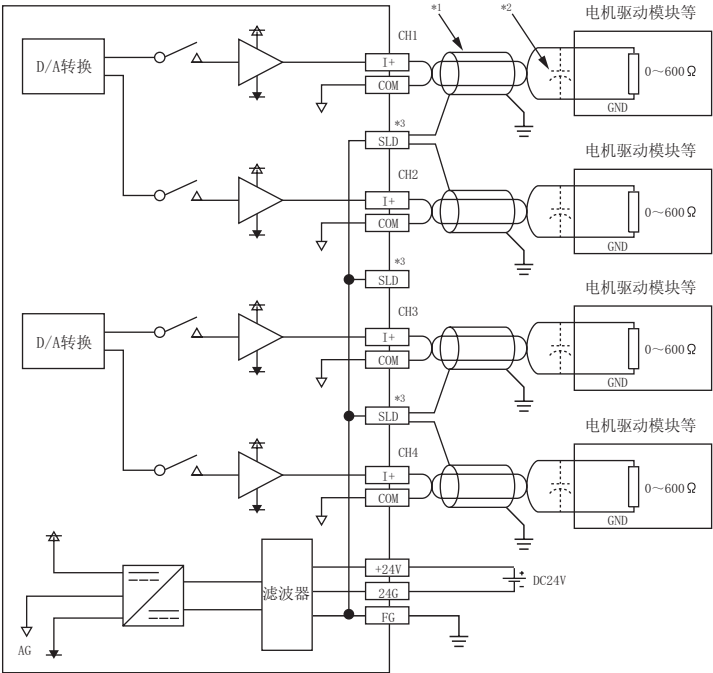 CH1
*1
*2
电机驱动模块等
D/A转换
I+
COM
0～600Ω
GND
*3
SLD
电机驱动模块等
CH2
I+
COM
0～600Ω
GND
*3
SLD
电机驱动模块等
CH3
D/A转换
I+
COM
0～600Ω
GND
*3
SLD
电机驱动模块等
CH4
I+
COM
0～600Ω
GND
滤波器
+24V
24G
DC24V
FG
AG